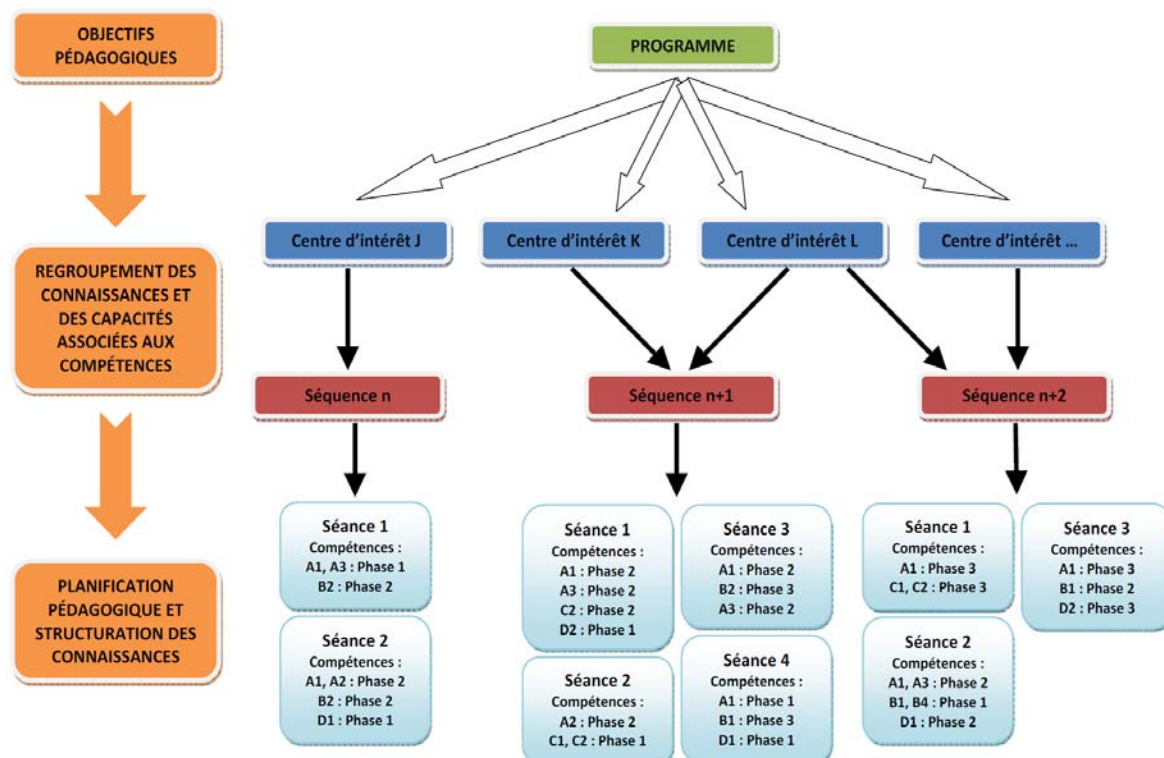 OBJECTIFS
PÉDAGOGIQUES
REGROUPEMENT DES
CONNAISSANCES ET
DES CAPACITÉS
ASSOCIÉES AUX
COMPÉTENCES
PLANIFICATION
PÉDAGOGIQUE ET
STRUCTURATION DES
CONNAISSANCES
PROGRAMME
Centre d'intérêt J
Centre d'intérêt K
Centre d'intérêt L
Centre d'intérêt ...
Séquence n
Séquence n+1
Séquence n+2
Séance 1
Compétences :
A1, A3 : Phase 1
B2 : Phase 2
Séance 2
Compétences :
A1, A2 : Phase 2
B2 : Phase 2
D1 : Phase 1
Séance 1
Compétences :
A1 : Phase 2
A3 : Phase 2
C2 : Phase 2
D2 : Phase 1
Séance 2
Compétences :
A2 : Phase 2
C1, C2 : Phase 1
Séance 3
Compétences :
A1 : Phase 2
B2 : Phase 3
A3 : Phase 2
Séance 4
Compétences :
A1 : Phase 1
B1 : Phase 3
D1 : Phase 1
Séance 1
Compétences :
A1 : Phase 3
C1, C2 : Phase 3
Séance 2
Compétences :
A1, A3 : Phase 2
B1, B4 : Phase 1
D1 : Phase 2
Séance 3
Compétences :
A1 : Phase 3
B1 : Phase 2
D2 : Phase 3